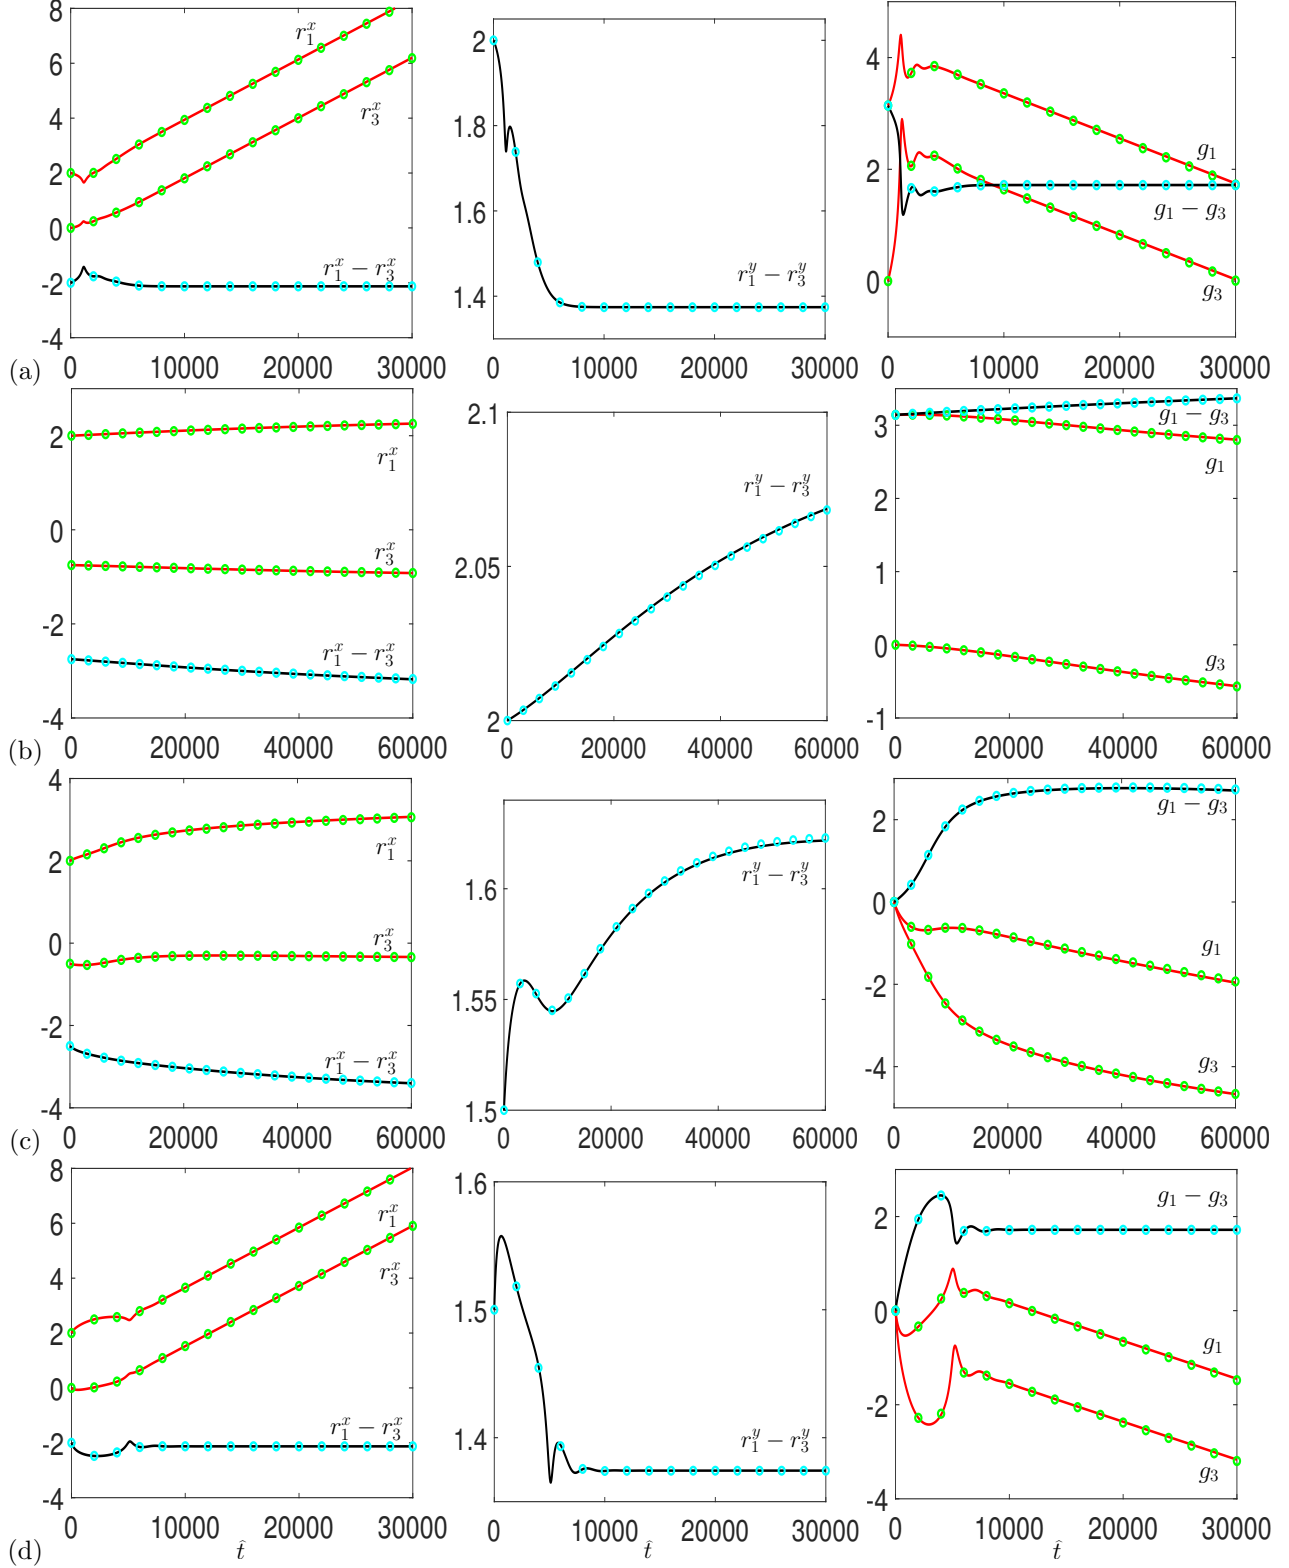 8
6
4
2
0
-2
-4
0 10000 20000 30000
r_1^x
r_3^x
r_1^x − r_3^x
2
1.8
1.6
1.4
0 10000 20000 30000
r_1^y − r_3^y
4
2
0
0 10000 20000 30000
g_1
g_1 − g_3
g_3
(a)
2
0
-2
-4
0 20000 40000 60000
r_1^x
r_3^x
r_1^x − r_3^x
2.1
2.05
2
0 20000 40000 60000
r_1^y − r_3^y
3
2
1
0
-1
0 20000 40000 60000
g_1 − g_3
g_1
g_3
(b)
4
2
0
-2
-4
0 20000 40000 60000
r_1^x
r_3^x
r_1^x − r_3^x
1.6
1.55
1.5
0 20000 40000 60000
r_1^y − r_3^y
2
0
-2
-4
0 20000 40000 60000
g_1 − g_3
g_1
g_3
(c)
8
6
4
2
0
-2
-4
0 10000 20000 30000
r_1^x
r_3^x
r_1^x − r_3^x
t̂
1.6
1.5
1.4
0 10000 20000 30000
r_1^y − r_3^y
t̂
2
0
-2
-4
0 10000 20000 30000
g_1 − g_3
g_1
g_3
t̂
(d)